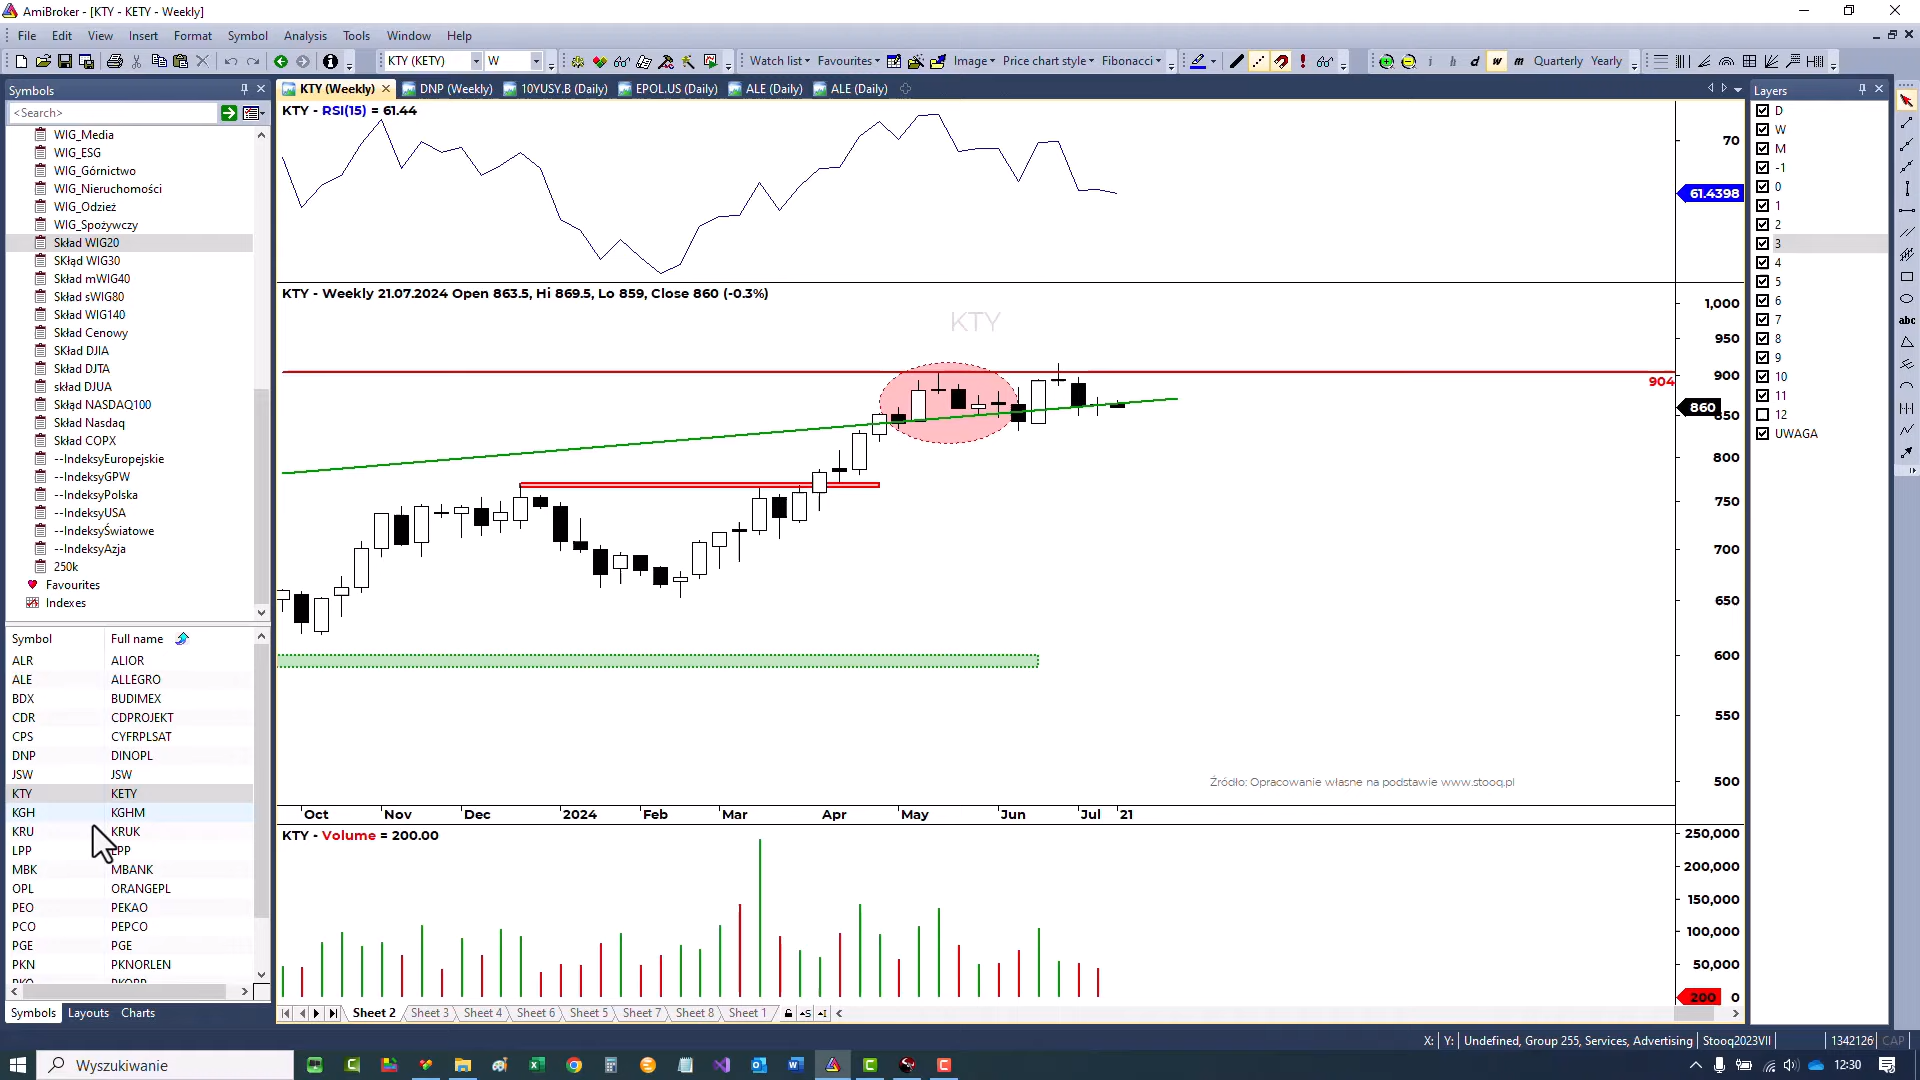 AmiBroker - [KTY - KETY - Weekly]
File Edit View Insert Format Symbol Analysis Tools Window Help
KTY (KETY) W Watch list Favourites Image Price chart style Fibonacci i h d w m Quarterly Yearly
Symbols
<Search>
WIG_Media
WIG_ESG
WIG_Górnictwo
WIG_Nieruchomości
WIG_Odzież
WIG_Spożywczy
Skład WIG20
SKłąd WIG30
Skład mWIG40
Skład sWIG80
Skład WIG140
Skład Cenowy
SKład DJIA
Skład DJTA
skład DJUA
Skłąd NASDAQ100
Skład Nasdaq
Skład COPX
--IndeksyEuropejskie
--IndeksyGPW
--IndeksyPolska
--IndeksyUSA
--IndeksyŚwiatowe
--IndeksyAzja
250k
Favourites
Indexes
Symbol Full name
ALR ALIOR
ALE ALLEGRO
BDX BUDIMEX
CDR CDPROJEKT
CPS CYFRPLSAT
DNP DINOPL
JSW JSW
KTY KETY
KGH KGHM
KRU KRUK
LPP LPP
MBK MBANK
OPL ORANGEPL
PEO PEKAO
PCO PEPCO
PGE PGE
PKN PKNORLEN
Symbols Layouts Charts
KTY (Weekly) DNP (Weekly) 10YUSY.B (Daily) EPOL.US (Daily) ALE (Daily) ALE (Daily)
KTY - RSI(15) = 61.44
70
61.4398
KTY - Weekly 21.07.2024 Open 863.5, Hi 869.5, Lo 859, Close 860 (-0.3%)
KTY
1,000
950
900
904
860
850
800
750
700
650
600
550
500
Źródło: Opracowanie własne na podstawie www.stooq.pl
Oct Nov Dec 2024 Feb Mar Apr May Jun Jul 21
KTY - Volume = 200.00
250,000
200,000
150,000
100,000
50,000
200 0
Sheet 2 Sheet 3 Sheet 4 Sheet 6 Sheet 5 Sheet 7 Sheet 8 Sheet 1
Layers
D
W
M
-1
0
1
2
3
4
5
6
7
8
9
10
11
12
UWAGA
abc
X: Y: Undefined, Group 255, Services, Advertising Stooq2023VII 1342126 CAP
Wyszukiwanie
12:30